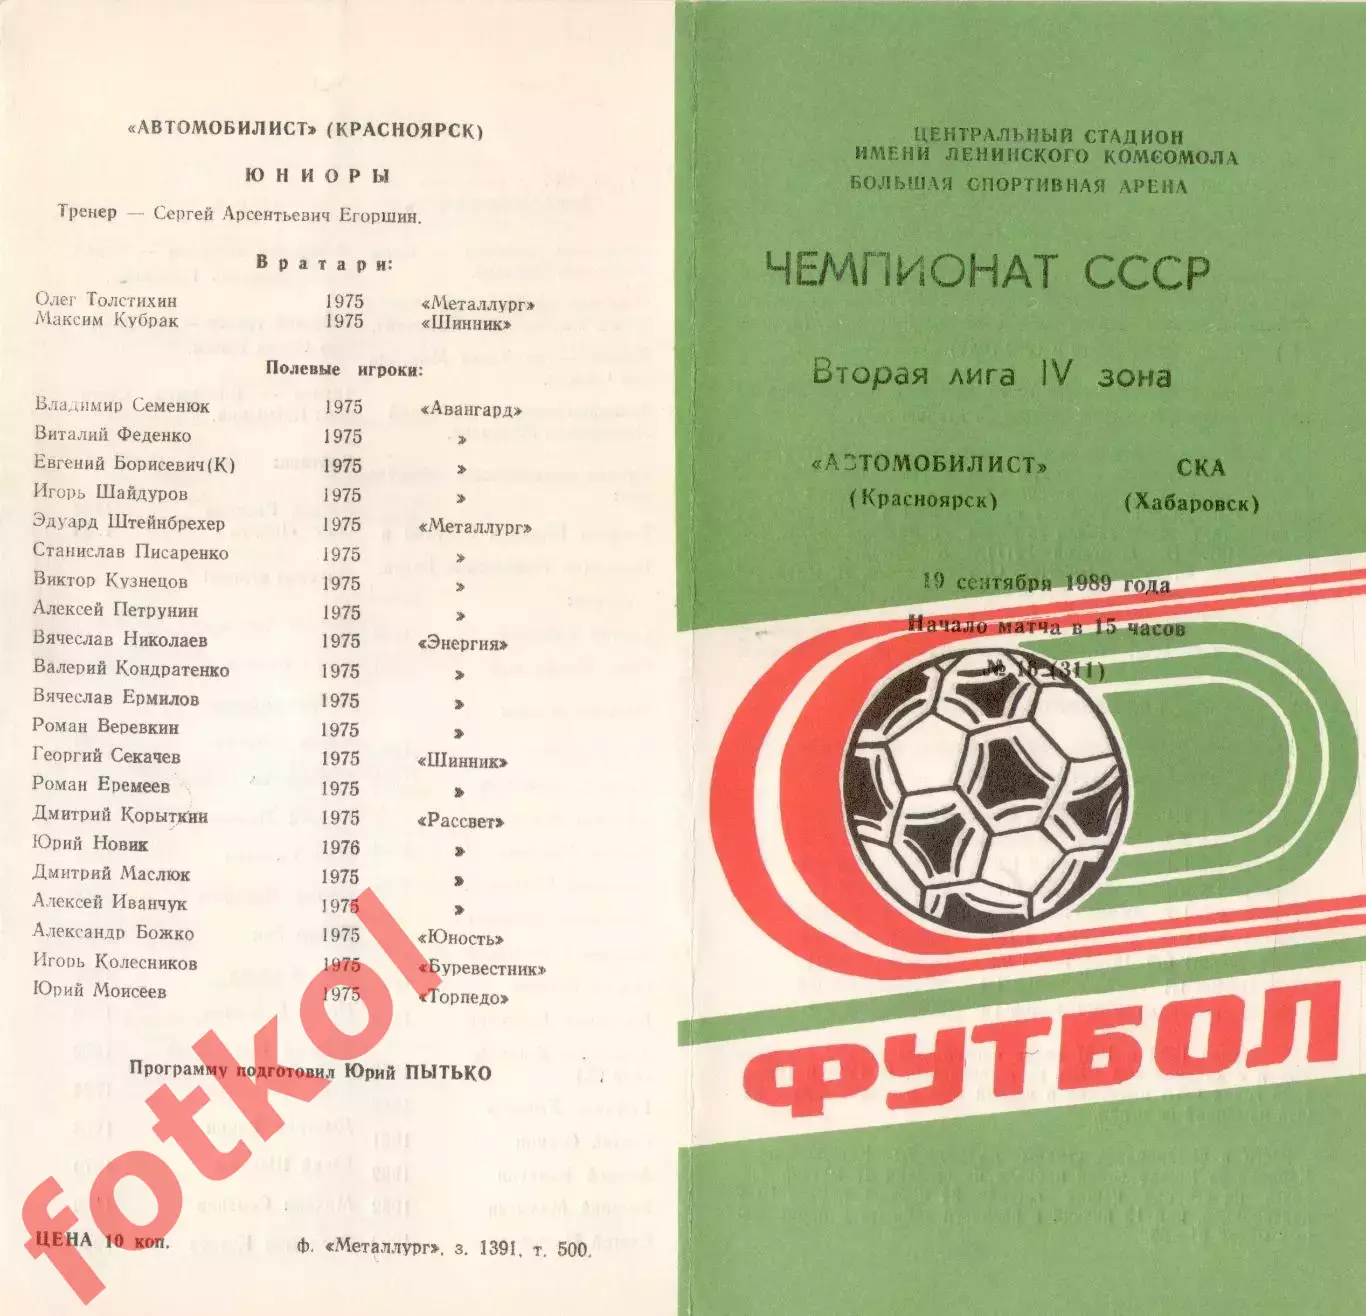 «АВТОМОБИЛИСТ» (КРАСНОЯРСК)
ЮНИОРЫ
Тренер — Сергей Арсентьевич Егоршин.
Вратари:
Олег Толстихин 1975 «Металлург»
Максим Кубрак 1975 «Шинник»
Полевые игроки:
Владимир Семенюк 1975 «Авангард»
Виталий Феденко 1975 »
Евгений Борисевич(К) 1975 »
Игорь Шайдуров 1975 »
Эдуард Штейнбрехер 1975 «Металлург»
Станислав Писаренко 1975 »
Виктор Кузнецов 1975 »
Алексей Петрунин 1975 »
Вячеслав Николаев 1975 «Энергия»
Валерий Кондратенко 1975 »
Вячеслав Ермилов 1975 »
Роман Веревкин 1975 »
Георгий Секачев 1975 «Шинник»
Роман Еремеев 1975 »
Дмитрий Корыткин 1975 «Рассвет»
Юрий Новик 1976 »
Дмитрий Маслюк 1975 »
Алексей Иванчук 1975 »
Александр Божко 1975 «Юность»
Игорь Колесников 1975 «Буревестник»
Юрий Моисеев 1975 «Торпедо»
Программу подготовил Юрий ПЫТЬКО
ЦЕНА 10 коп. ф. «Металлург», з. 1391, т. 500.
fotkol
ЦЕНТРАЛЬНЫЙ СТАДИОН
ИМЕНИ ЛЕНИНСКОГО КОМСОМОЛА
БОЛЬШАЯ СПОРТИВНАЯ АРЕНА
ЧЕМПИОНАТ СССР
Вторая лига IV зона
«АВТОМОБИЛИСТ» СКА
(Красноярск) (Хабаровск)
19 сентября 1989 года
Начало матча в 15 часов
№ 16 (311)
ФУТБОЛ